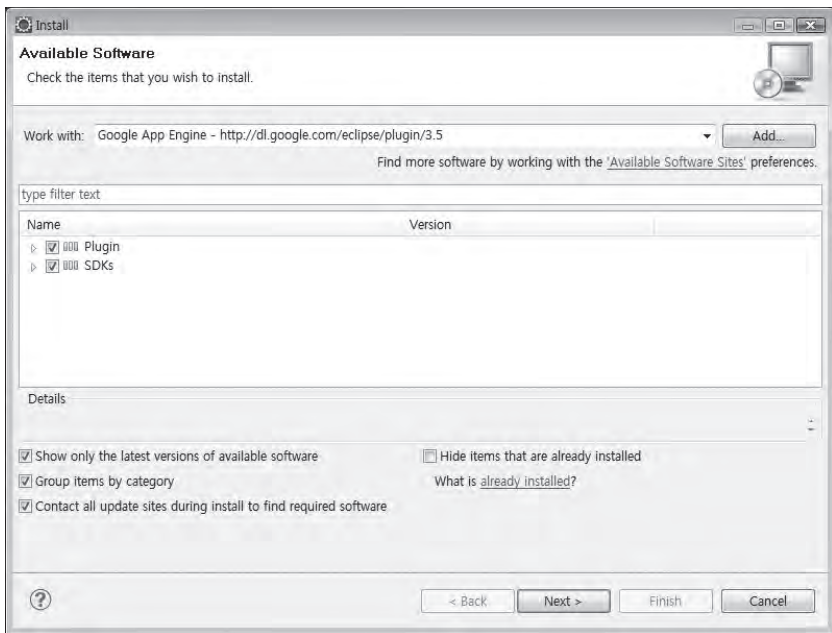 Install
Available Software
Check the items that you wish to install.
Work with: Google App Engine - http://dl.google.com/eclipse/plugin/3.5 Add...
Find more software by working with the 'Available Software Sites' preferences.
type filter text
Name Version
Plugin
SDKs
Details
Show only the latest versions of available software Hide items that are already installed
Group items by category What is already installed?
Contact all update sites during install to find required software
? < Back Next > Finish Cancel